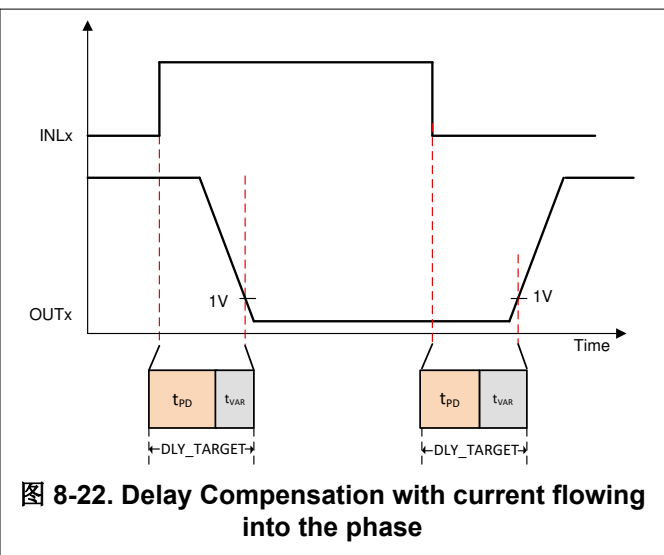 INLx
1V
1V
OUTx
Time
tPD
tVAR
tPD
tVAR
DLY_TARGET
DLY_TARGET
图 8-22. Delay Compensation with current flowing
into the phase